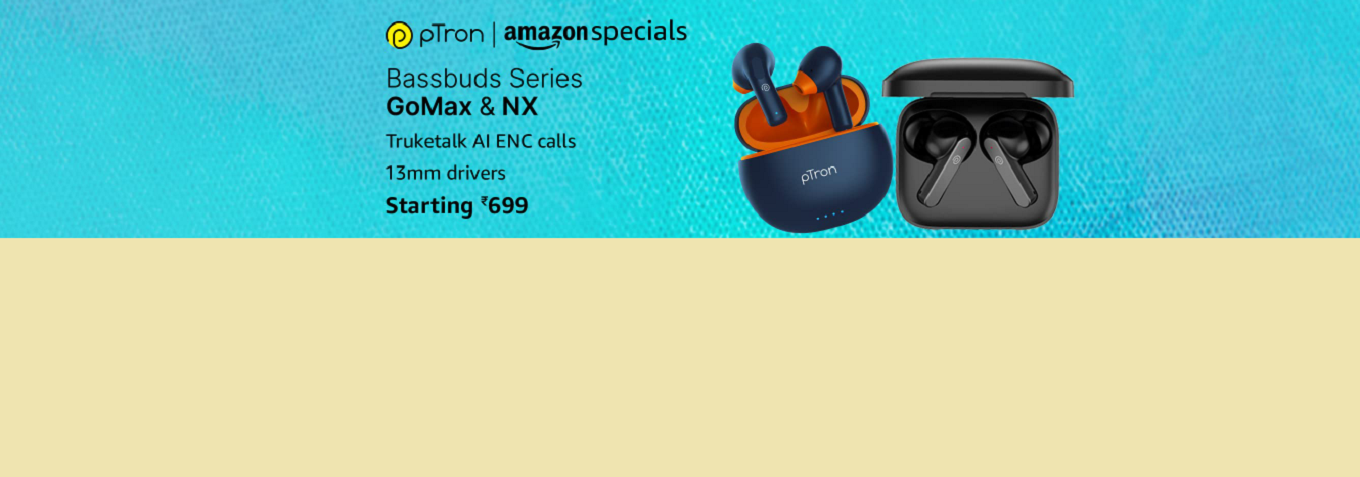 pTron | amazonspecials
Bassbuds Series
GoMax & NX
Truketalk AI ENC calls
13mm drivers
Starting ₹699
pTron